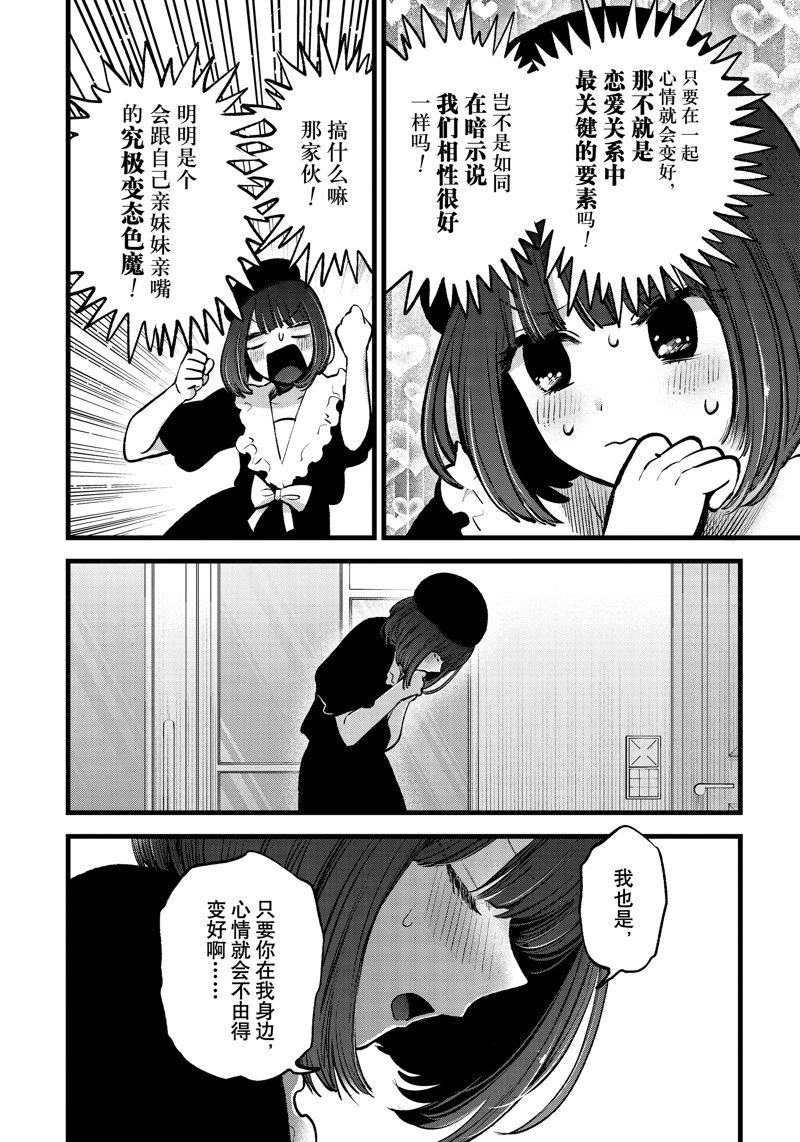 只要在一起
心情就会变好，
那不就是
恋爱关系中
最关键的要素吗！
岂不是如同
在暗示说
我们相性很好
一样吗！
搞什么嘛
那家伙！
明明是个
会跟自己亲妹妹亲嘴
的究极变态色魔！
我也是，
只要你在我身边，
心情就会不由得
变好啊……